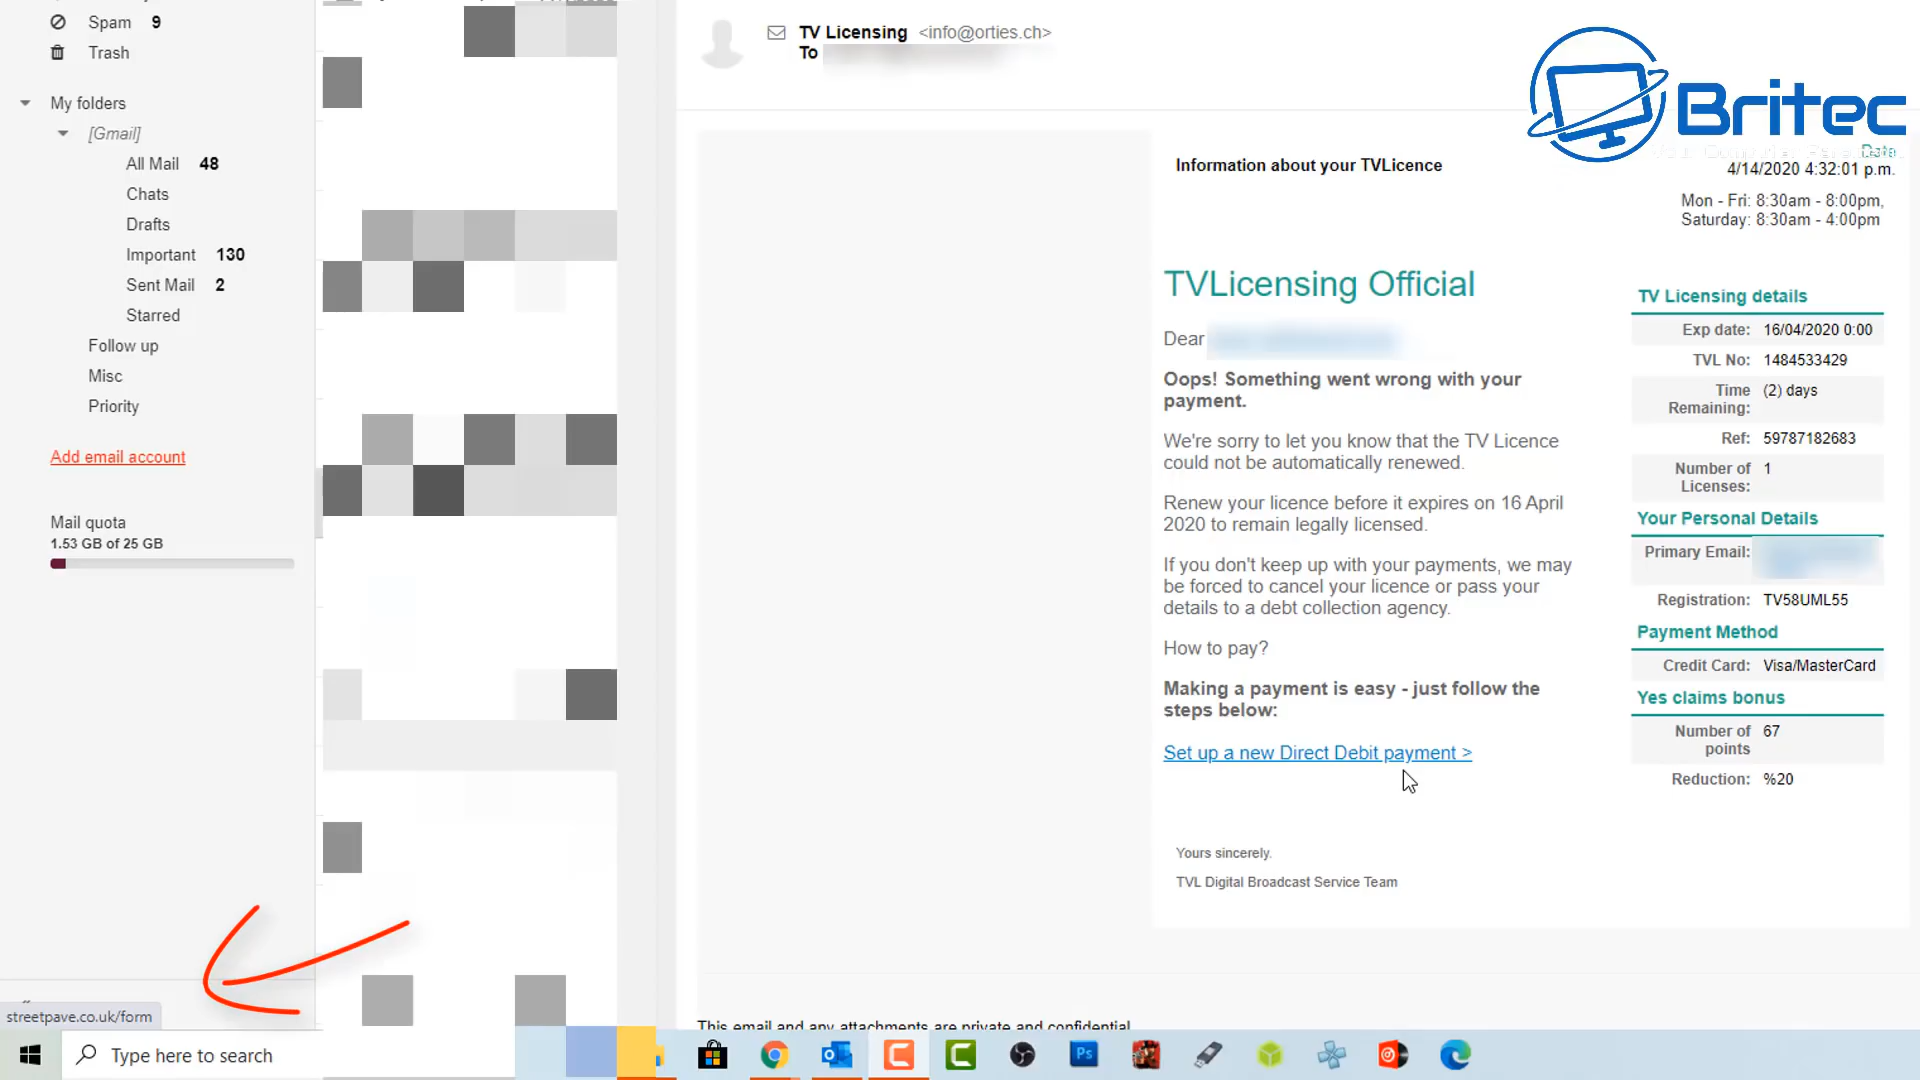 Spam 9
Trash
My folders
[Gmail]
All Mail 48
Chats
Drafts
Important 130
Sent Mail 2
Starred
Follow up
Misc
Priority
Add email account
Mail quota
1.53 GB of 25 GB
streetpave.co.uk/form
Type here to search
TV Licensing <info@orties.ch>
To
Britec
Information about your TVLicence
Date
4/14/2020 4:32:01 p.m.
Mon - Fri: 8:30am - 8:00pm,
Saturday: 8:30am - 4:00pm
TVLicensing Official
Dear
Oops! Something went wrong with your
payment.
We're sorry to let you know that the TV Licence
could not be automatically renewed.
Renew your licence before it expires on 16 April
2020 to remain legally licensed.
If you don't keep up with your payments, we may
be forced to cancel your licence or pass your
details to a debt collection agency.
How to pay?
Making a payment is easy - just follow the
steps below:
Set up a new Direct Debit payment >
Yours sincerely.
TVL Digital Broadcast Service Team
TV Licensing details
Exp date: 16/04/2020 0:00
TVL No: 1484533429
Time (2) days
Remaining:
Ref: 59787182683
Number of 1
Licenses:
Your Personal Details
Primary Email:
Registration: TV58UML55
Payment Method
Credit Card: Visa/MasterCard
Yes claims bonus
Number of 67
points
Reduction: %20
This email and any attachments are private and confidential
Ps